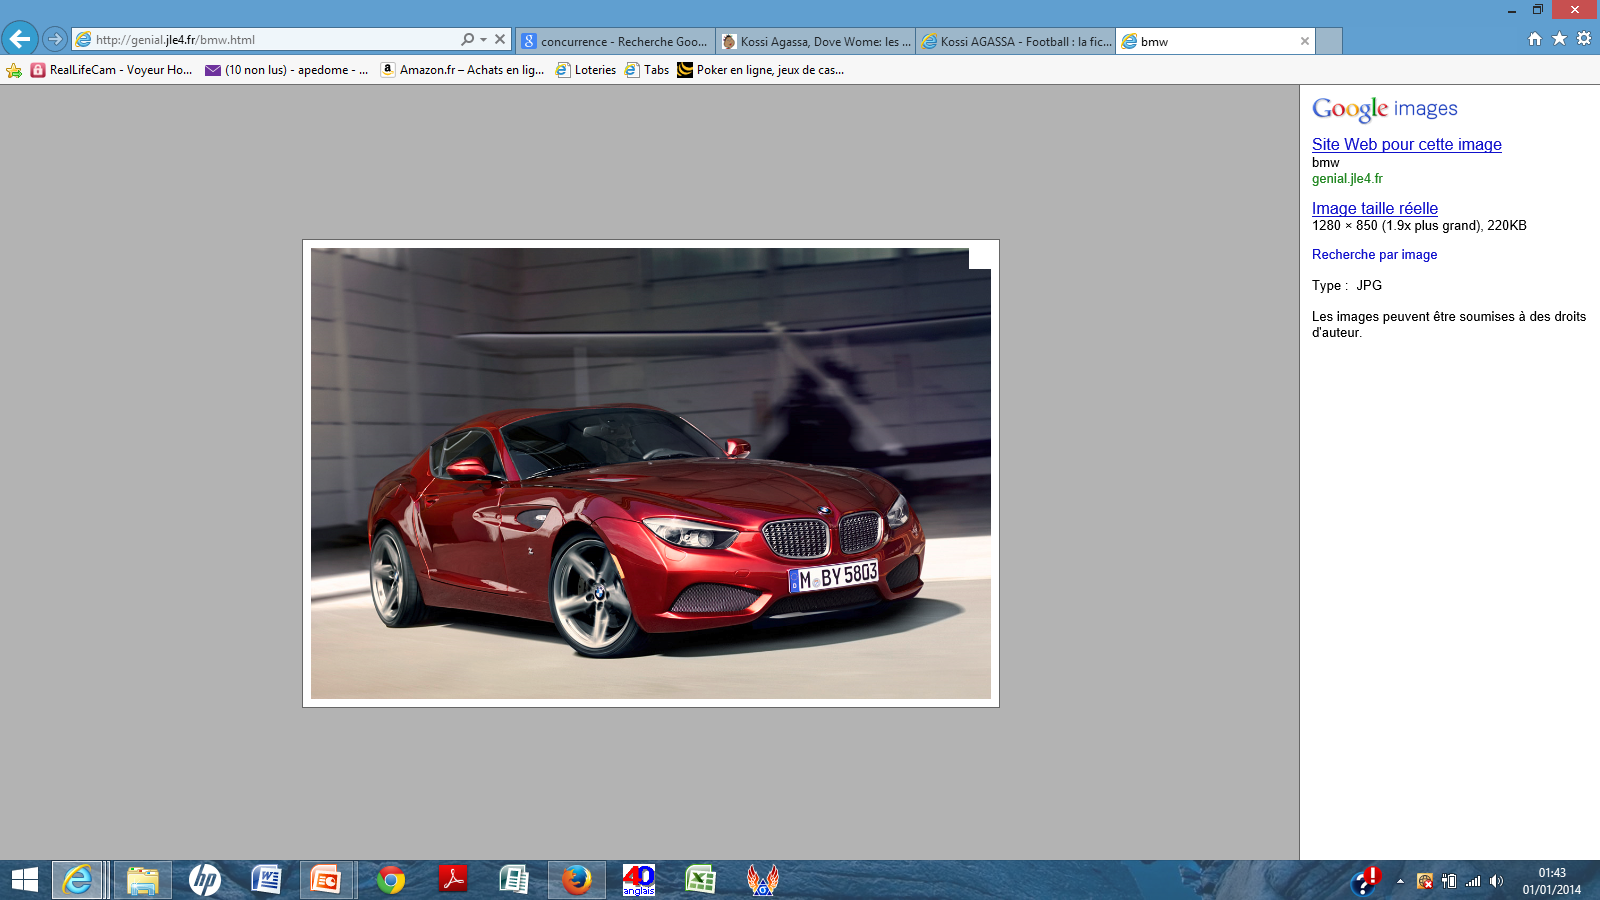 http://genial.jle4.fr/bmw.html
concurrence - Recherche Goo...
Kossi Agassa, Dove Wome: les ...
Kossi AGASSA - Football : la fic...
bmw
RealLifeCam - Voyeur Ho...
(10 non lus) - apedome - ...
Amazon.fr – Achats en lig...
Loteries
Tabs
Poker en ligne, jeux de cas...
Google images
Site Web pour cette image
bmw
genial.jle4.fr
Image taille réelle
1280 × 850 (1.9x plus grand), 220KB
Recherche par image
Type : JPG
Les images peuvent être soumises à des droits
d'auteur.
M BY 5803
hp
40
anglais
01:43
01/01/2014